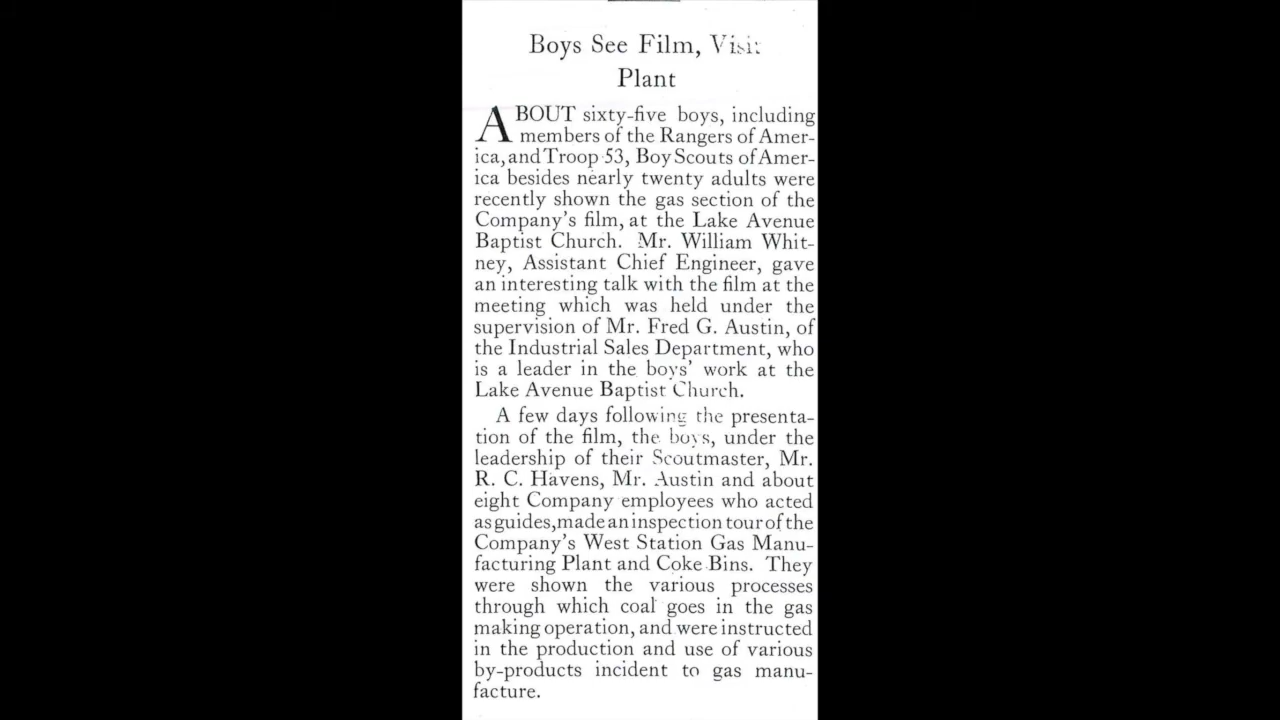 Boys See Film, Visit
Plant
ABOUT sixty-five boys, including
members of the Rangers of Amer-
ica, and Troop 53, Boy Scouts of Amer-
ica besides nearly twenty adults were
recently shown the gas section of the
Company's film, at the Lake Avenue
Baptist Church. Mr. William Whit-
ney, Assistant Chief Engineer, gave
an interesting talk with the film at the
meeting which was held under the
supervision of Mr. Fred G. Austin, of
the Industrial Sales Department, who
is a leader in the boys' work at the
Lake Avenue Baptist Church.
A few days following the presenta-
tion of the film, the boys, under the
leadership of their Scoutmaster, Mr.
R. C. Havens, Mr. Austin and about
eight Company employees who acted
as guides, made an inspection tour of the
Company's West Station Gas Manu-
facturing Plant and Coke Bins. They
were shown the various processes
through which coal goes in the gas
making operation, and were instructed
in the production and use of various
by-products incident to gas manu-
facture.